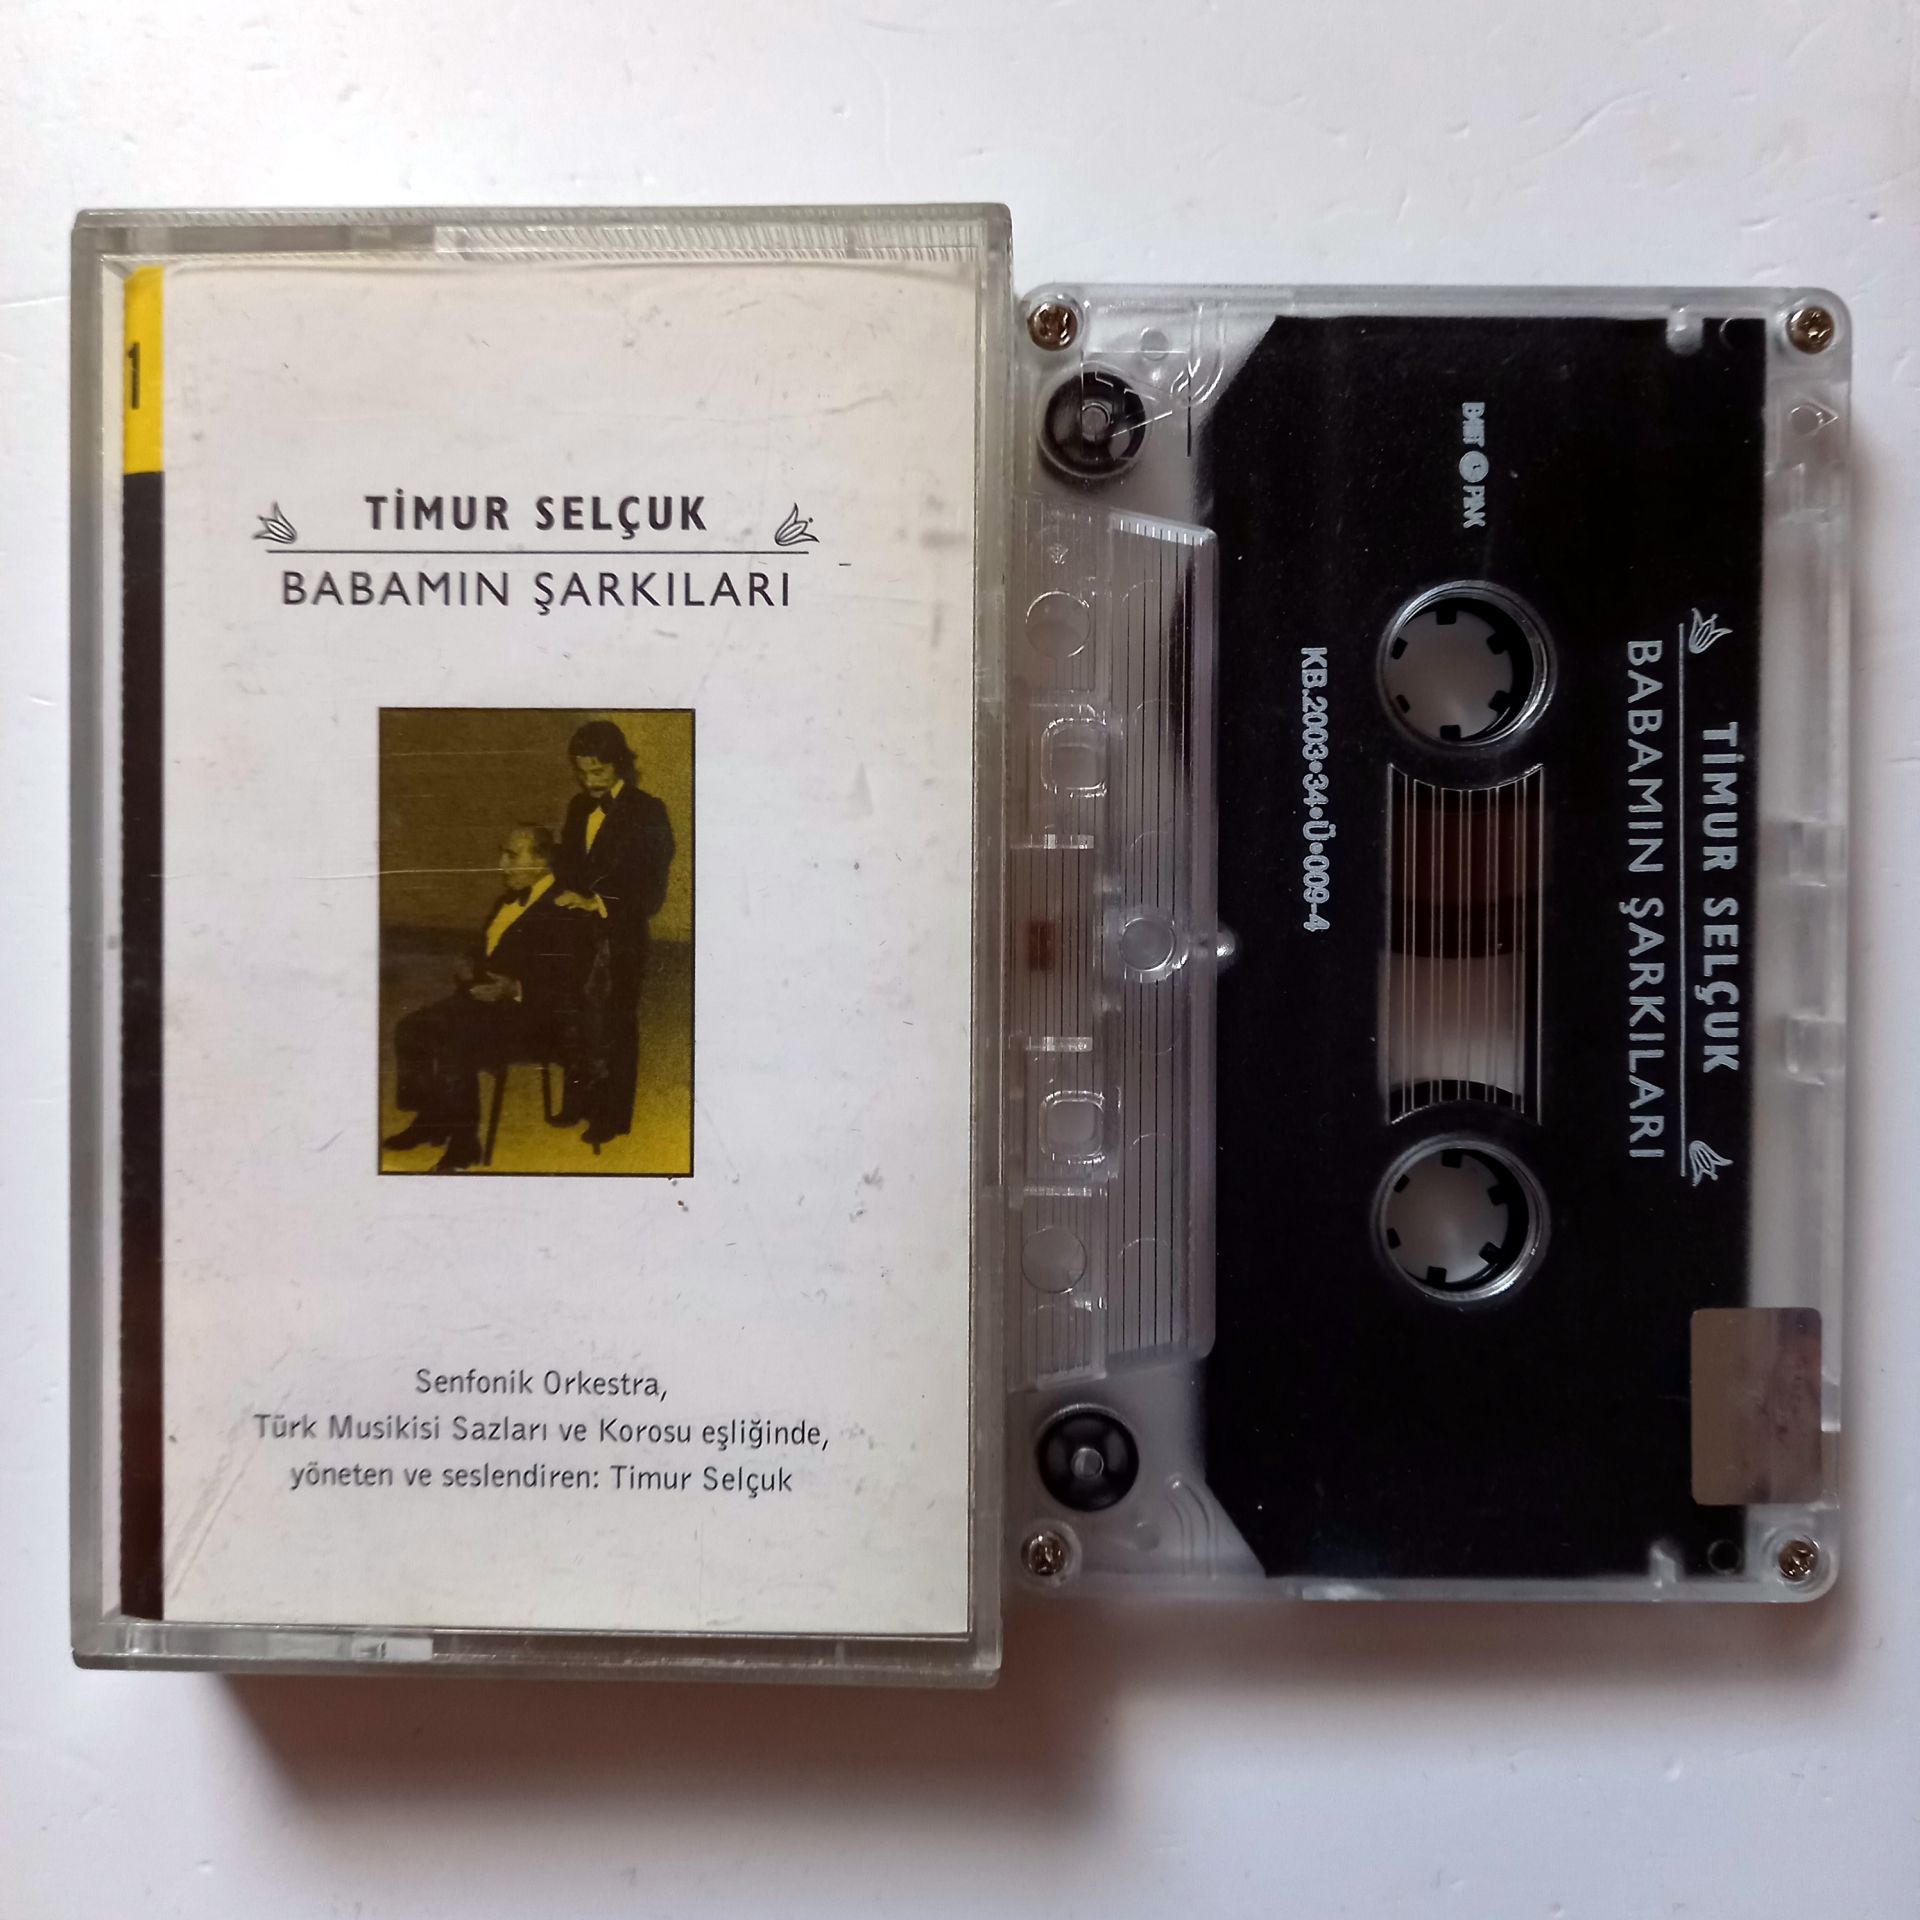 1
TİMUR SELÇUK
BABAMIN ŞARKILARI
Senfonik Orkestra,
Türk Musikisi Sazları ve Korosu eşliğinde,
yöneten ve seslendiren: Timur Selçuk
TİMUR SELÇUK
BABAMIN ŞARKILARI
KB.2003•34•Ü•009-4